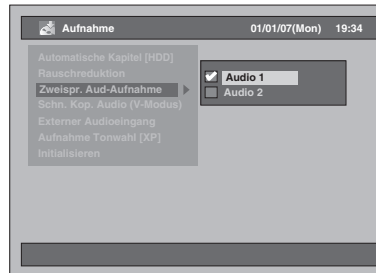 Aufnahme 01/01/07(Mon) 19:34
Automatische Kapitel [HDD]
Rauschreduktion
Zweispr. Aud-Aufnahme
Schn. Kop. Audio (V-Modus)
Externer Audioeingang
Aufnahme Tonwahl [XP]
Initialisieren
Audio 1
Audio 2